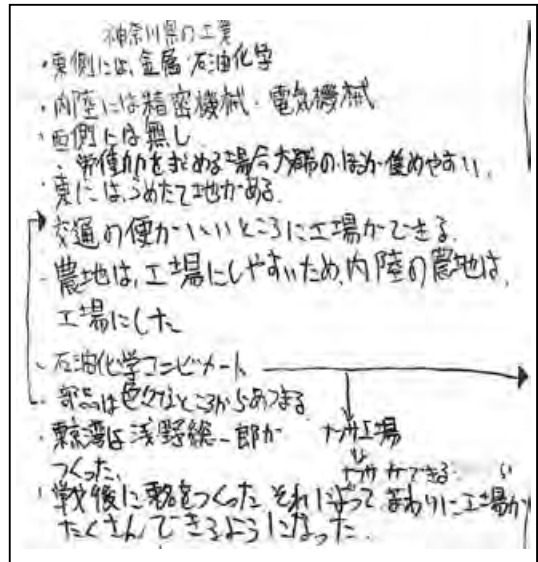 神奈川県の工業
・東側には、金属・石油化学
・内陸には精密機械・電気機械
・西側には無し
・労働力を求める場合大都市のほうが集めやすい。
・東には、うめたて地がある。
交通の便がいいところに工場ができる。
・農地は、工場にしやすいため、内陸の農地は、
工場にした
・石油化学コンビナート
・部品は色々なところからあつまる
・東京湾は浅野総一郎が
つくった。
ナフサ工場
ナフサができる
・戦後に東名をつくった それによって まわりに工場が
たくさんできるようになった。